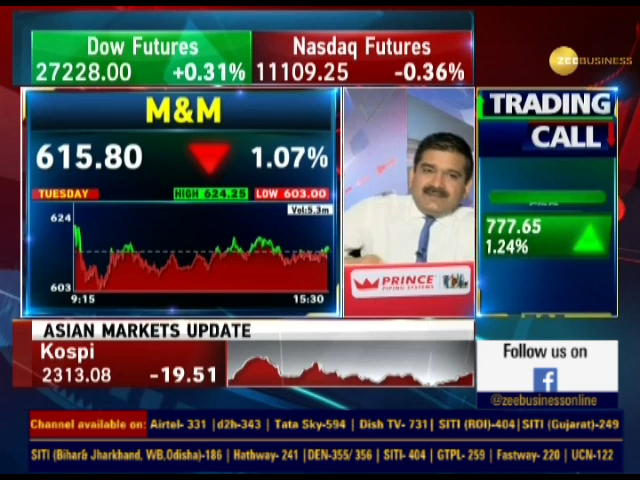 Dow Futures
27228.00 +0.31%
Nasdaq Futures
11109.25 -0.36%
ZEEBUSINESS
M&M
615.80 1.07%
TUESDAY HIGH 624.25 LOW 603.00
Vol:5.3m
624
603
9:15 15:30
PRINCE
PIPING SYSTEMS
TRADING
CALL
777.65
1.24%
ASIAN MARKETS UPDATE
Kospi
2313.08 -19.51
Follow us on
f
@zeebusinessonline
Channel available on: Airtel- 331 | d2h-343 | Tata Sky-594 | Dish TV- 731| SITI (ROI)-404| SITI (Gujarat)-249
SITI (Bihar& Jharkhand, WB,Odisha)-186 | Hathway- 241 |DEN-355/ 356 | SITI- 404 | GTPL- 259 | Fastway- 220 | UCN-122